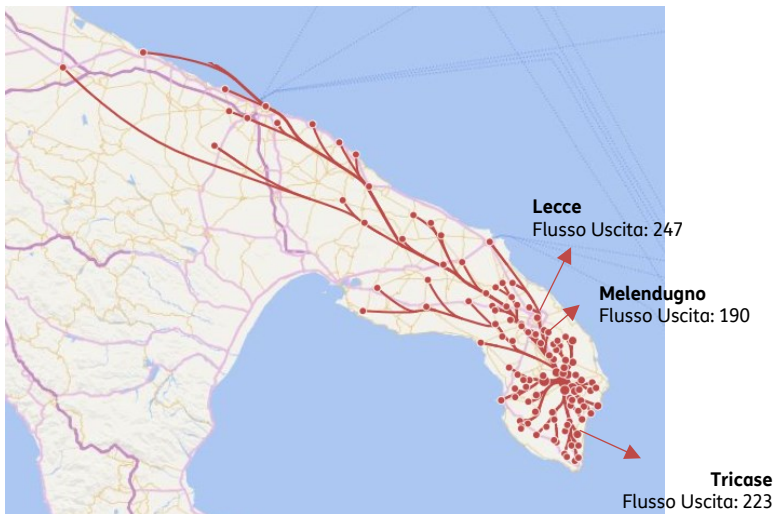 Lecce
Flusso Uscita: 247
Melendugno
Flusso Uscita: 190
Tricase
Flusso Uscita: 223